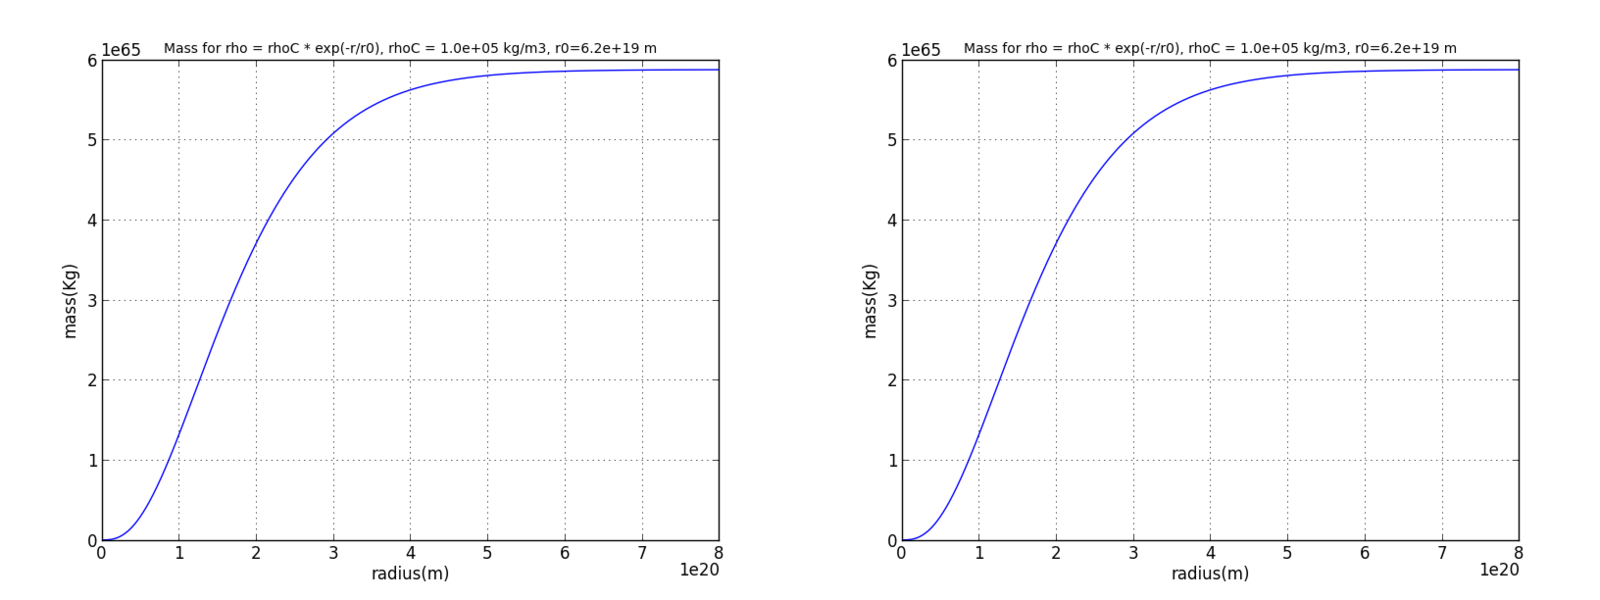 1e65 Mass for rho = rhoC * exp(-r/r0), rhoC = 1.0e+05 kg/m3, r0=6.2e+19 m
6
5
4
3
2
1
0
mass(Kg)
0 1 2 3 4 5 6 7 8
1e20
radius(m)
1e65 Mass for rho = rhoC * exp(-r/r0), rhoC = 1.0e+05 kg/m3, r0=6.2e+19 m
6
5
4
3
2
1
0
mass(Kg)
0 1 2 3 4 5 6 7 8
1e20
radius(m)